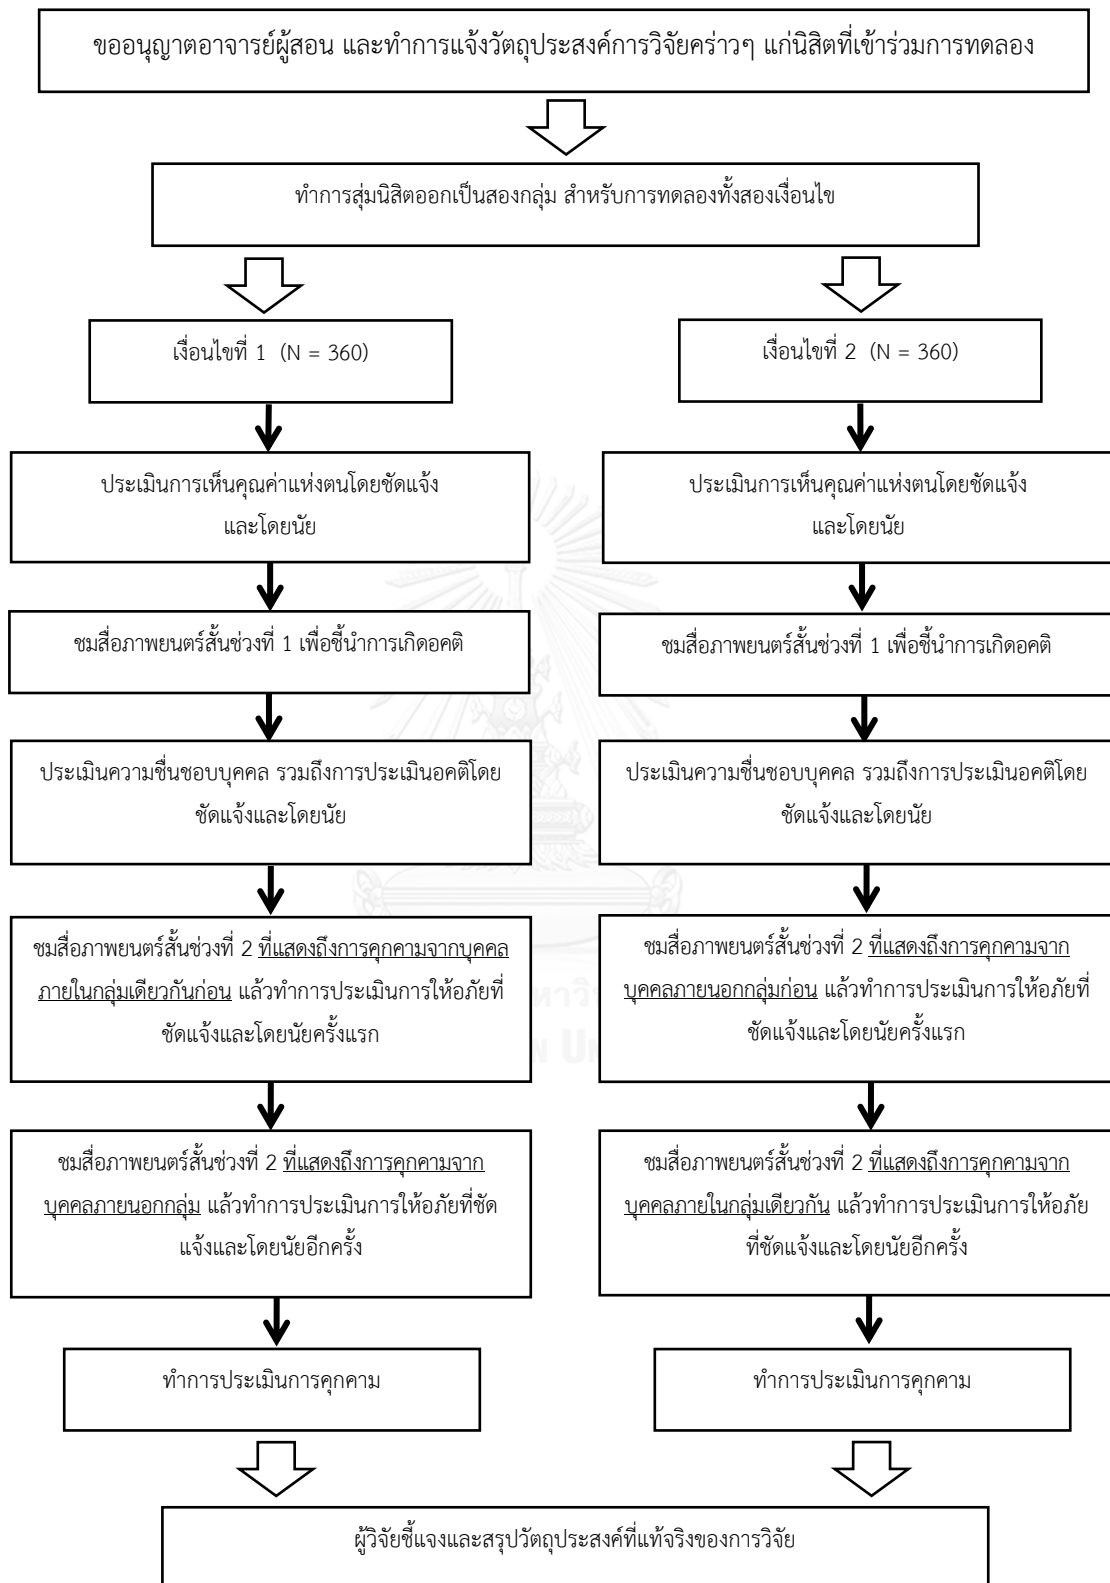 ขออนุญาตอาจารย์ผู้สอน และทำการแจ้งวัตถุประสงค์การวิจัยคร่าวๆ แก่นิสิตที่เข้าร่วมการทดลอง
ทำการสุ่มนิสิตออกเป็นสองกลุ่ม สำหรับการทดลองทั้งสองเงื่อนไข
เงื่อนไขที่ 1 (N = 360)
ประเมินการเห็นคุณค่าแห่งตนโดยชัดแจ้ง
และโดยนัย
ชมสื่อภาพยนตร์สั้นช่วงที่ 1 เพื่อชี้นำการเกิดอคติ
ประเมินความชื่นชอบบุคคล รวมถึงการประเมินอคติโดย
ชัดแจ้งและโดยนัย
ชมสื่อภาพยนตร์สั้นช่วงที่ 2 ที่แสดงถึงการคุกคามจากบุคคล
ภายในกลุ่มเดียวกันก่อน แล้วทำการประเมินการให้อภัยที่
ชัดแจ้งและโดยนัยครั้งแรก
ชมสื่อภาพยนตร์สั้นช่วงที่ 2 ที่แสดงถึงการคุกคามจาก
บุคคลภายนอกกลุ่ม แล้วทำการประเมินการให้อภัยที่ชัด
แจ้งและโดยนัยอีกครั้ง
ทำการประเมินการคุกคาม
เงื่อนไขที่ 2 (N = 360)
ประเมินการเห็นคุณค่าแห่งตนโดยชัดแจ้ง
และโดยนัย
ชมสื่อภาพยนตร์สั้นช่วงที่ 1 เพื่อชี้นำการเกิดอคติ
ประเมินความชื่นชอบบุคคล รวมถึงการประเมินอคติโดย
ชัดแจ้งและโดยนัย
ชมสื่อภาพยนตร์สั้นช่วงที่ 2 ที่แสดงถึงการคุกคามจาก
บุคคลภายนอกกลุ่มก่อน แล้วทำการประเมินการให้อภัยที่
ชัดแจ้งและโดยนัยครั้งแรก
ชมสื่อภาพยนตร์สั้นช่วงที่ 2 ที่แสดงถึงการคุกคามจาก
บุคคลภายในกลุ่มเดียวกัน แล้วทำการประเมินการให้อภัย
ที่ชัดแจ้งและโดยนัยอีกครั้ง
ทำการประเมินการคุกคาม
ผู้วิจัยชี้แจงและสรุปวัตถุประสงค์ที่แท้จริงของการวิจัย